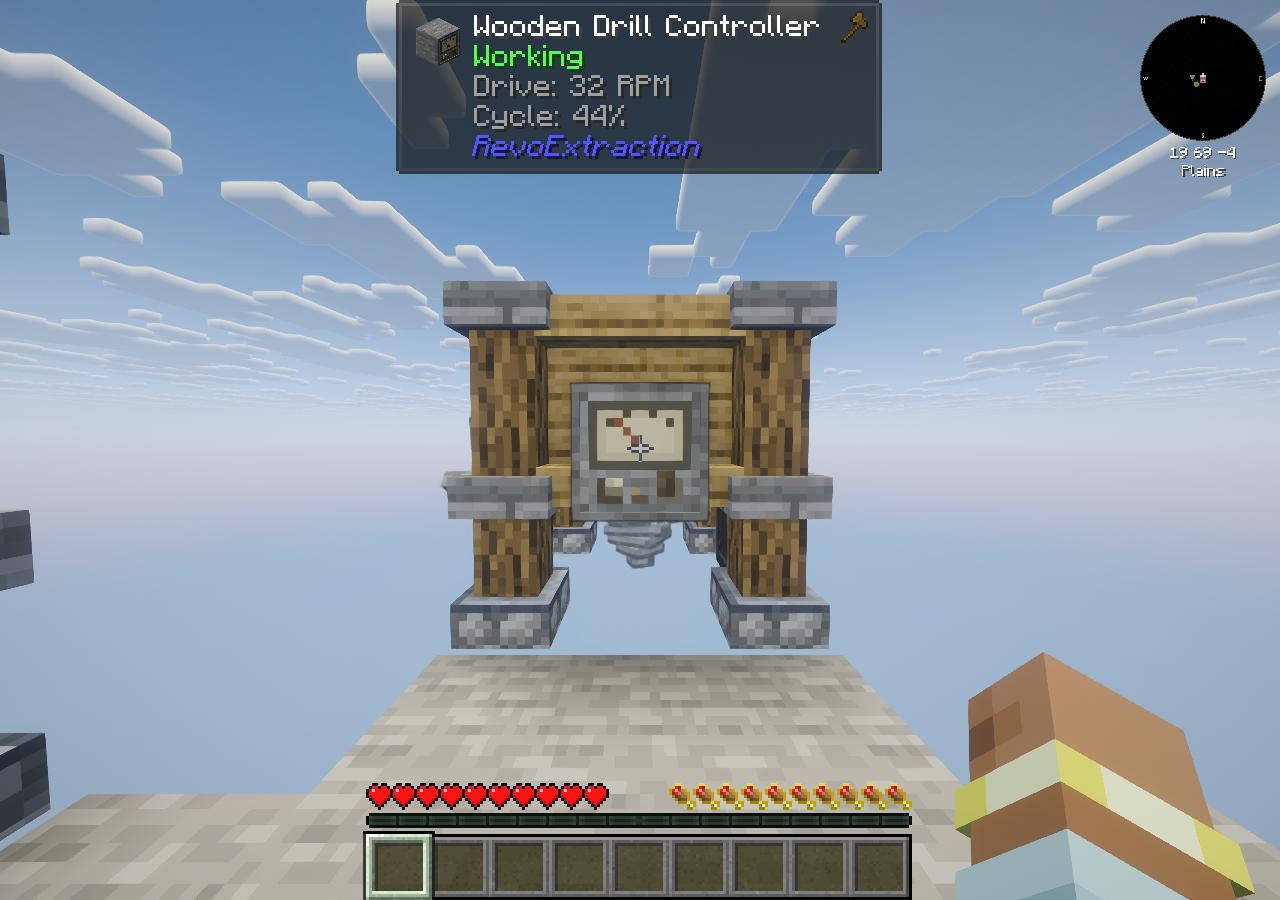 Wooden Drill Controller
Working
Drive: 32 RPM
Cycle: 44%
RevoExtraction
N
W
E
S
19 69 -4
Plains